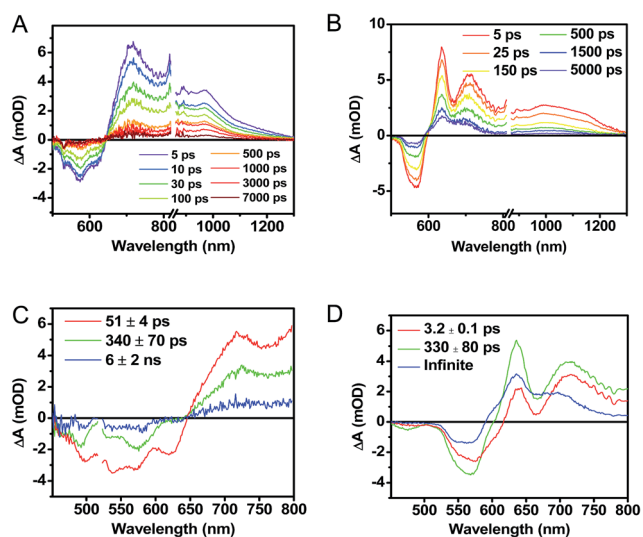 A
ΔA (mOD)
6
4
2
0
-2
-4
5 ps
10 ps
30 ps
100 ps
500 ps
1000 ps
3000 ps
7000 ps
600
800
1000
1200
Wavelength (nm)
B
ΔA (mOD)
10
5
0
-5
5 ps
25 ps
150 ps
500 ps
1500 ps
5000 ps
600
800
1000
1200
Wavelength (nm)
C
ΔA (mOD)
6
4
2
0
-2
-4
51 ± 4 ps
340 ± 70 ps
6 ± 2 ns
500
550
600
650
700
750
800
Wavelength (nm)
D
ΔA (mOD)
8
6
4
2
0
-2
-4
3.2 ± 0.1 ps
330 ± 80 ps
Infinite
500
550
600
650
700
750
800
Wavelength (nm)